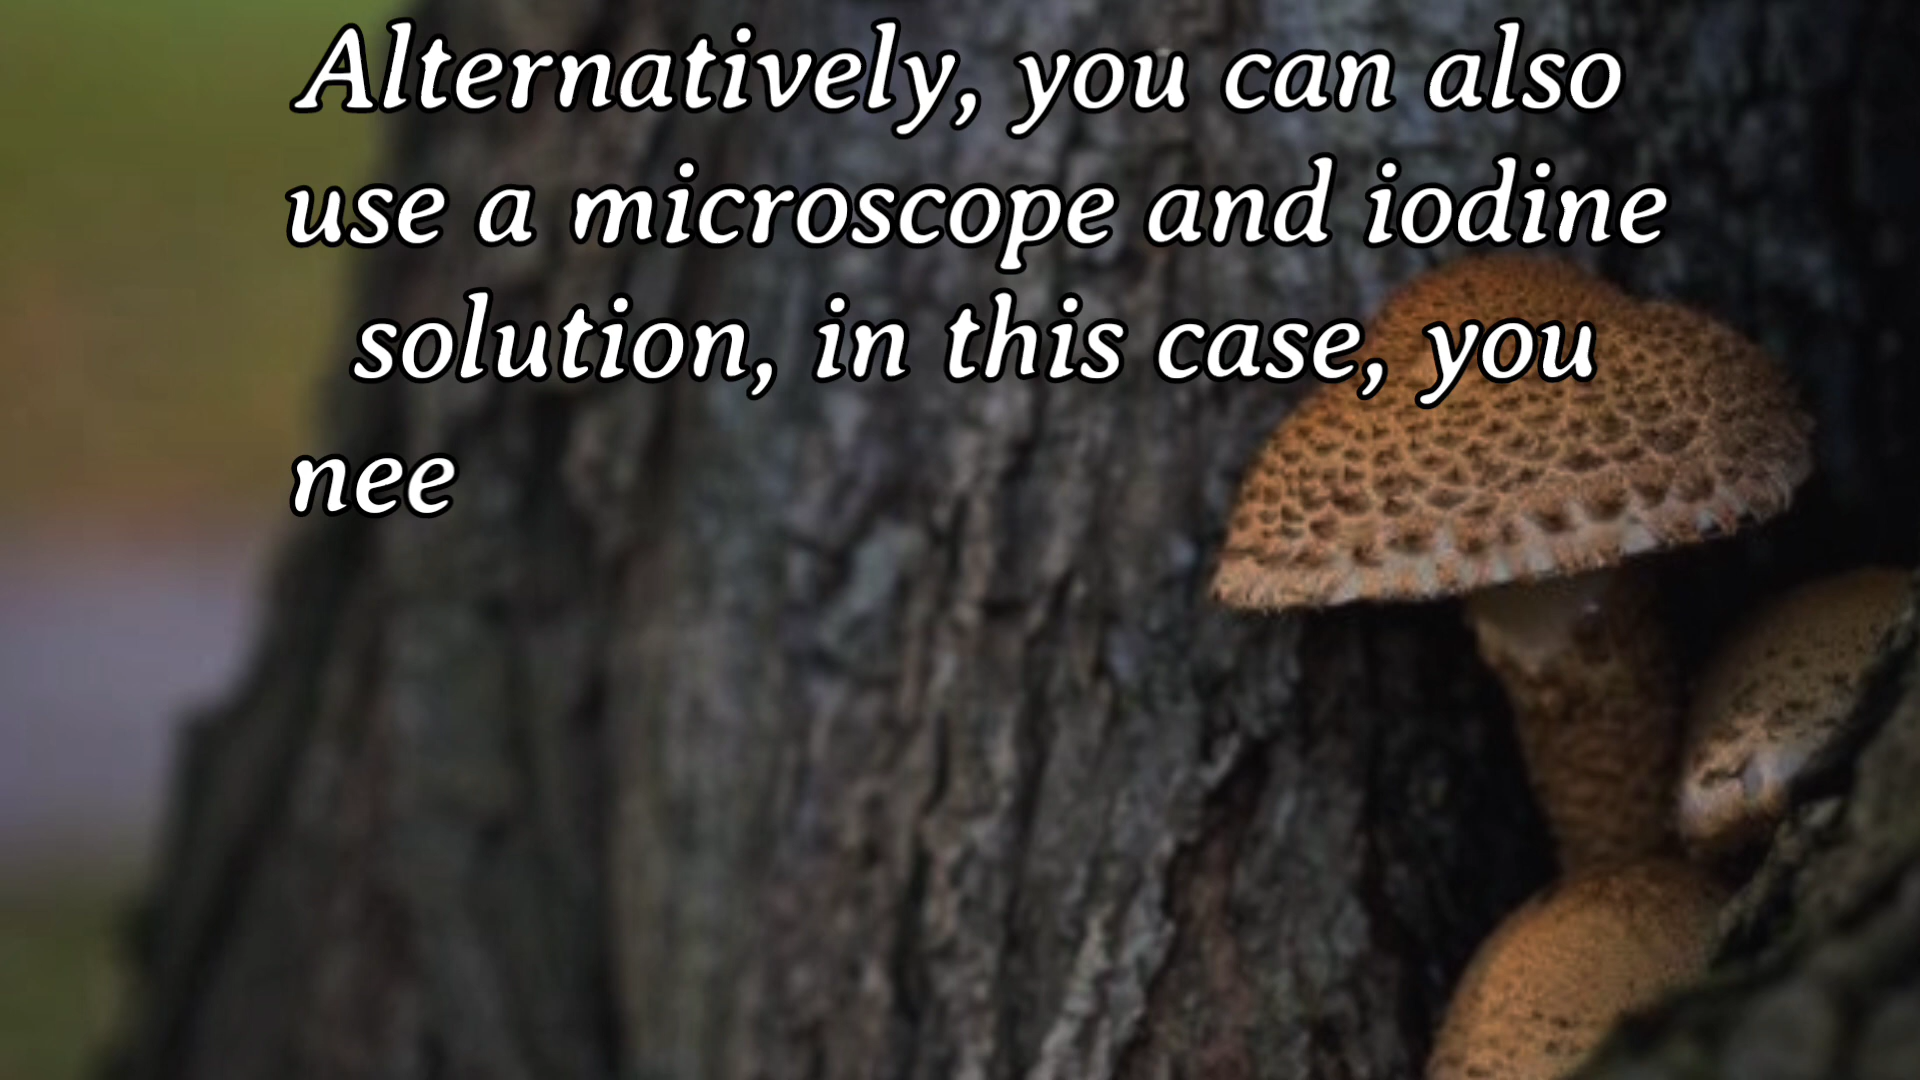 Alternatively, you can also
use a microscope and iodine
solution, in this case, you
nee